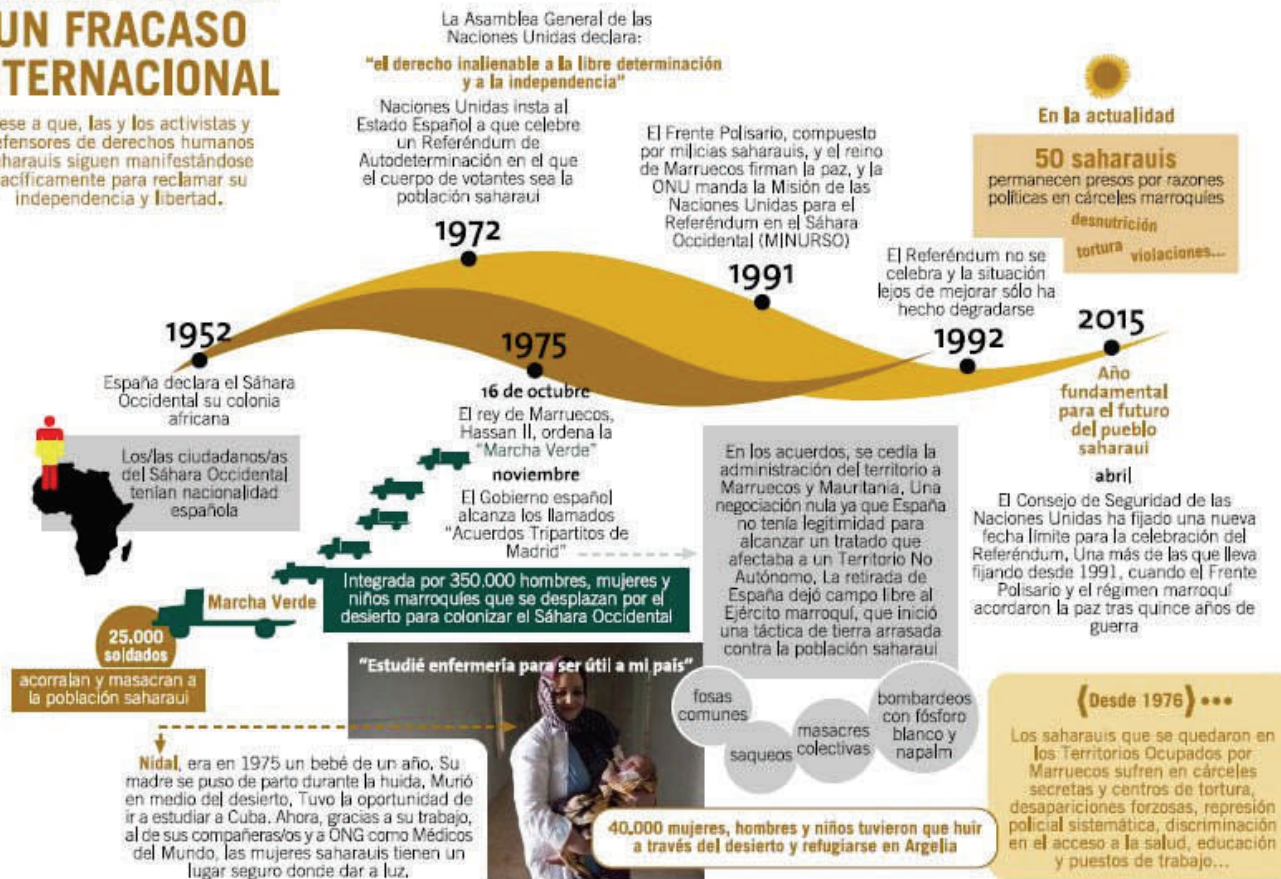 UN FRACASO
INTERNACIONAL
ese a que, las y los activistas y
efensores de derechos humanos
harauis siguen manifestándose
acíficamente para reclamar su
independencia y libertad.
La Asamblea General de las
Naciones Unidas declara:
"el derecho inalienable a la libre determinación
y a la independencia"
Naciones Unidas insta al
Estado Español a que celebre
un Referéndum de
Autodeterminación en el que
el cuerpo de votantes sea la
población saharaui
1972
El Frente Polisario, compuesto
por milicias saharauis, y el reino
de Marruecos firman la paz, y la
ONU manda la Misión de las
Naciones Unidas para el
Referéndum en el Sáhara
Occidental (MINURSO)
1991
En la actualidad
50 saharauis
permanecen presos por razones
políticas en cárceles marroquíes
desnutrición
tortura violaciones...
El Referéndum no se
celebra y la situación
lejos de mejorar sólo ha
hecho degradarse
1992
1952
España declara el Sáhara
Occidental su colonia
africana
Los/las ciudadanos/as
del Sáhara Occidental
tenían nacionalidad
española
1975
16 de octubre
El rey de Marruecos,
Hassan II, ordena la
"Marcha Verde"
noviembre
El Gobierno español
alcanza los llamados
"Acuerdos Tripartitos de
Madrid"
2015
Año
fundamental
para el futuro
del pueblo
saharaui
abril
El Consejo de Seguridad de las
Naciones Unidas ha fijado una nueva
fecha límite para la celebración del
Referéndum. Una más de las que lleva
fijando desde 1991, cuando el Frente
Polisario y el régimen marroquí
acordaron la paz tras quince años de
guerra
En los acuerdos, se cedía la
administración del territorio a
Marruecos y Mauritania. Una
negociación nula ya que España
no tenía legitimidad para
alcanzar un tratado que
afectaba a un Territorio No
Autónomo. La retirada de
España dejó campo libre al
Ejército marroquí, que inició
una táctica de tierra arrasada
contra la población saharaui
Marcha Verde
Integrada por 350.000 hombres, mujeres y
niños marroquíes que se desplazan por el
desierto para colonizar el Sáhara Occidental
25.000
soldados
acorralan y masacran a
la población saharaui
"Estudié enfermería para ser útil a mi país"
fosas
comunes
saqueos
masacres
colectivas
bombardeos
con fósforo
blanco y
napalm
Nidal, era en 1975 un bebé de un año. Su
madre se puso de parto durante la huida. Murió
en medio del desierto. Tuvo la oportunidad de
ir a estudiar a Cuba. Ahora, gracias a su trabajo,
al de sus compañeras/os y a ONG como Médicos
del Mundo, las mujeres saharauis tienen un
lugar seguro donde dar a luz.
40.000 mujeres, hombres y niños tuvieron que huir
a través del desierto y refugiarse en Argelia
{Desde 1976} •••
Los saharauis que se quedaron en
los Territorios Ocupados por
Marruecos sufren en cárceles
secretas y centros de tortura,
desapariciones forzosas, represión
policial sistemática, discriminación
en el acceso a la salud, educación
y puestos de trabajo...